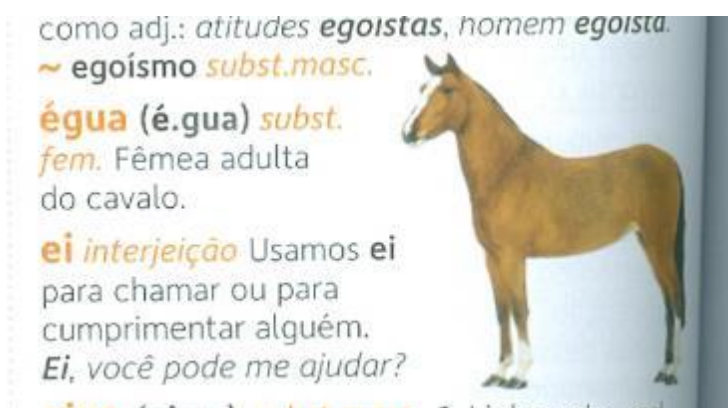 como adj.: atitudes egoístas, homem egoísta.
~ egoísmo subst.masc.
égua (é.gua) subst.
fem. Fêmea adulta
do cavalo.
ei interjeição Usamos ei
para chamar ou para
cumprimentar alguém.
Ei, você pode me ajudar?